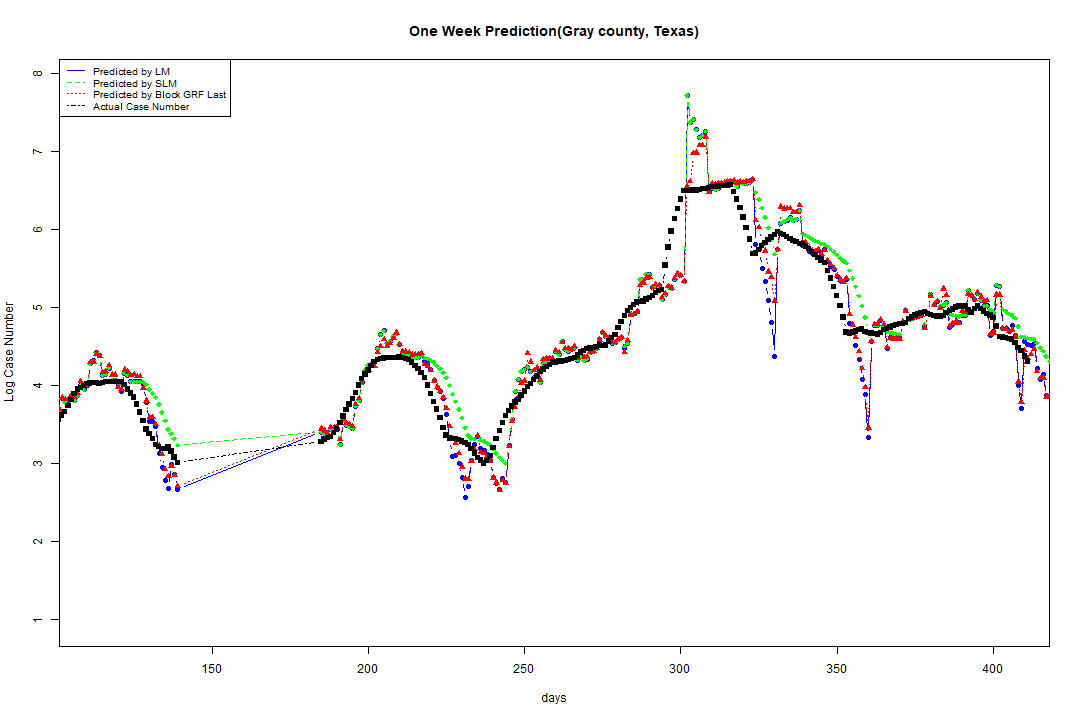 One Week Prediction(Gray county, Texas)
Predicted by LM
Predicted by SLM
Predicted by Block GRF Last
Actual Case Number
8
7
6
5
4
3
2
1
Log Case Number
150 200 250 300 350 400
days